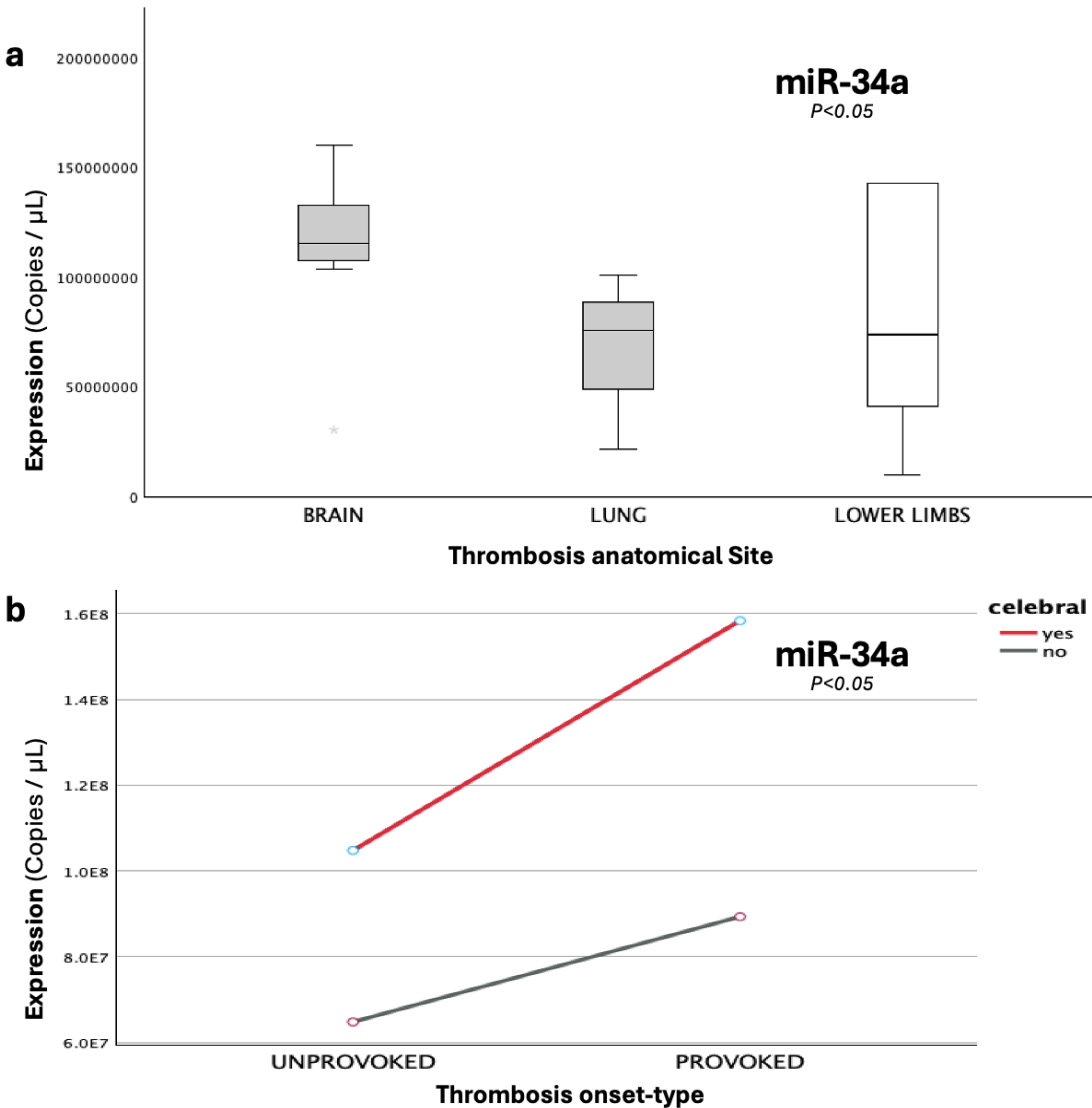 a
miR-34a
P<0.05
Expression (Copies / µL)
200000000
150000000
100000000
50000000
0
*
BRAIN LUNG LOWER LIMBS
Thrombosis anatomical Site
b
celebral
yes
no
miR-34a
P<0.05
Expression (Copies / µL)
1.6E8
1.4E8
1.2E8
1.0E8
8.0E7
6.0E7
UNPROVOKED PROVOKED
Thrombosis onset-type